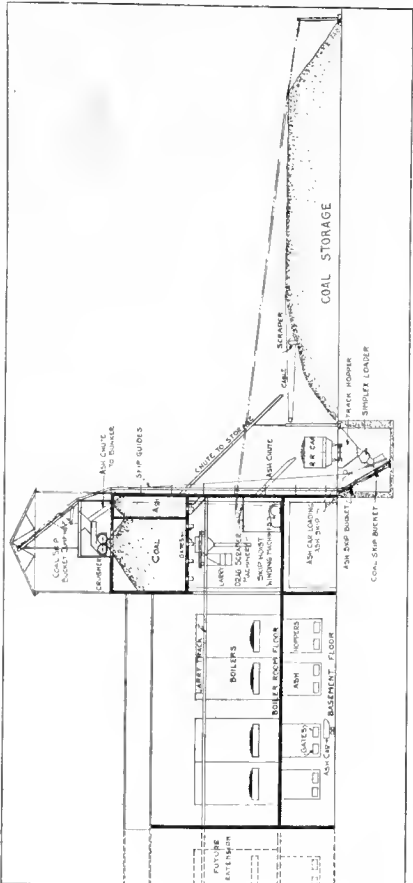 COAL SKIP
BUCKET DUMP
ASH CHUTE
TO BUNKER
SKIP GUIDES
CRUSHER
COAL
ASH
GATES
CHUTE TO STORAGE
LARRY
DRAG SCRAPER
MACHINERY
SKIP HOIST
WINDING MACHINE
ASH CHUTE
CABLE
SCRAPER
COAL STORAGE
R.R. CAR
TRACK HOPPER
SIMPLEX LOADER
ASH CAR LOADING
ASH SKIP
ASH SKIP BUCKET
COAL SKIP BUCKET
LARRY TRACK
BOILERS
BOILER ROOM FLOOR
HOPPERS
ASH
GATES
ASH CAR
BASEMENT FLOOR
FUTURE
EXTENSION